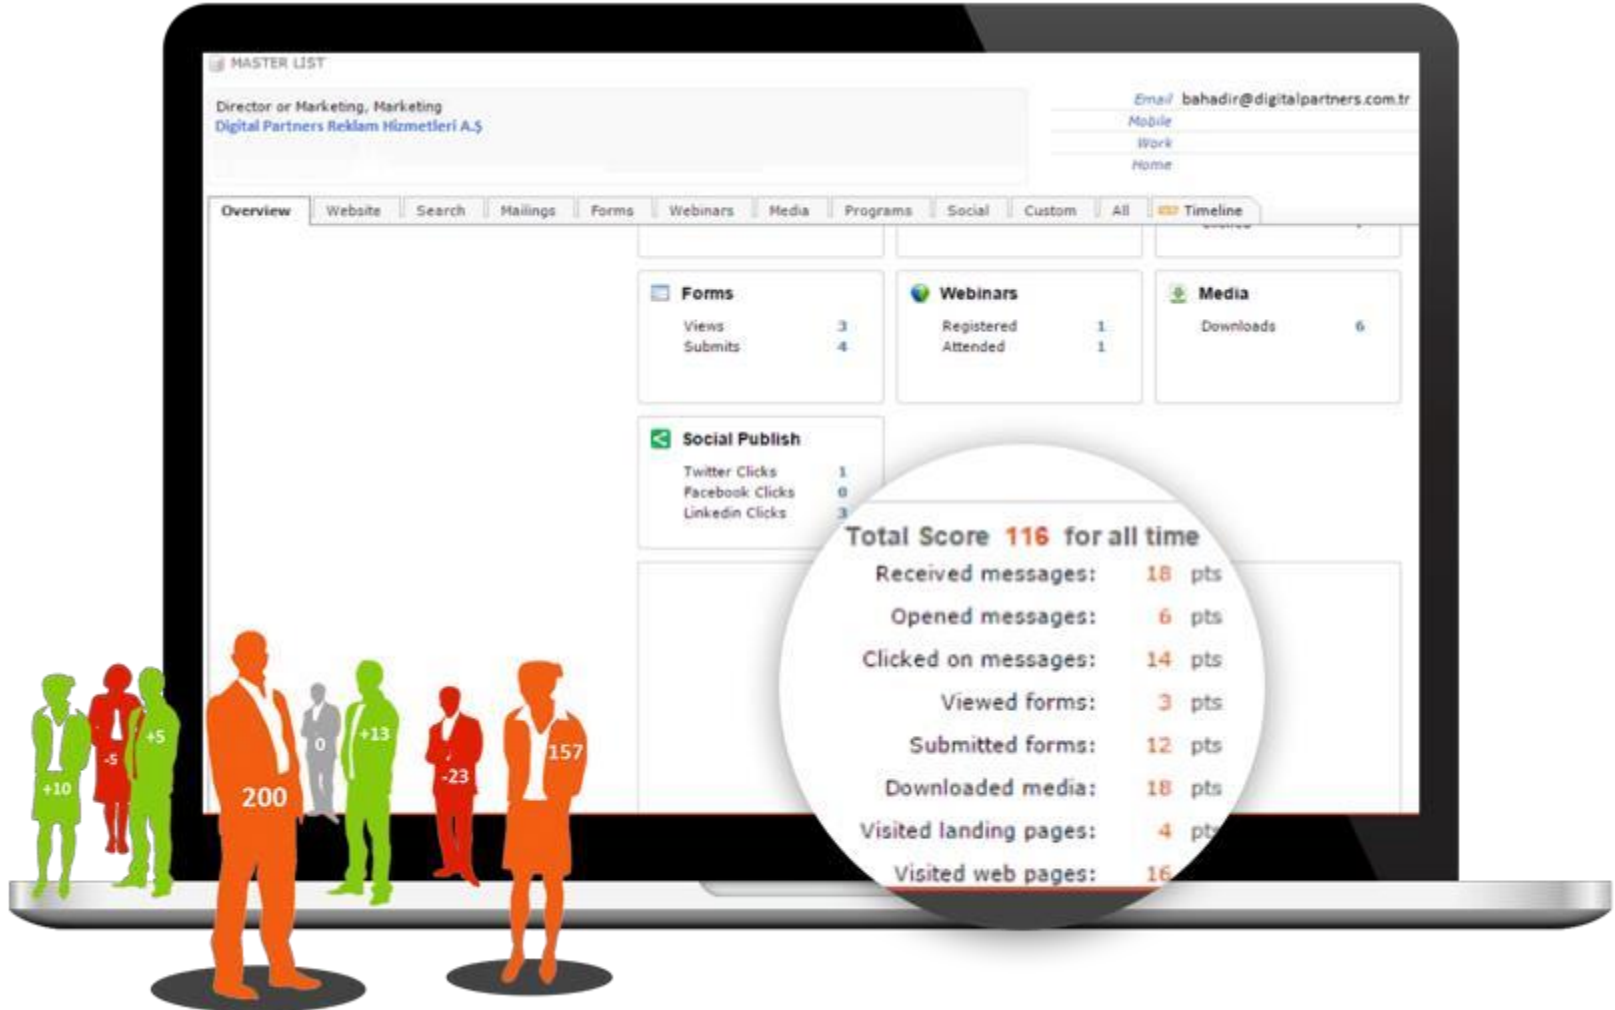 MASTER LIST
Director or Marketing, Marketing
Digital Partners Reklam Hizmetleri A.Ş
Email bahadir@digitalpartners.com.tr
Mobile
Work
Home
Overview Website Search Mailings Forms Webinars Media Programs Social Custom All Timeline
Forms
Views 3
Submits 4
Webinars
Registered 1
Attended 1
Media
Downloads 6
Social Publish
Twitter Clicks 1
Facebook Clicks 0
Linkedin Clicks 3
Total Score 116 for all time
Received messages: 18 pts
Opened messages: 6 pts
Clicked on messages: 14 pts
Viewed forms: 3 pts
Submitted forms: 12 pts
Downloaded media: 18 pts
Visited landing pages: 4 pts
Visited web pages: 16
+10
-5
+5
200
0
+13
-23
157